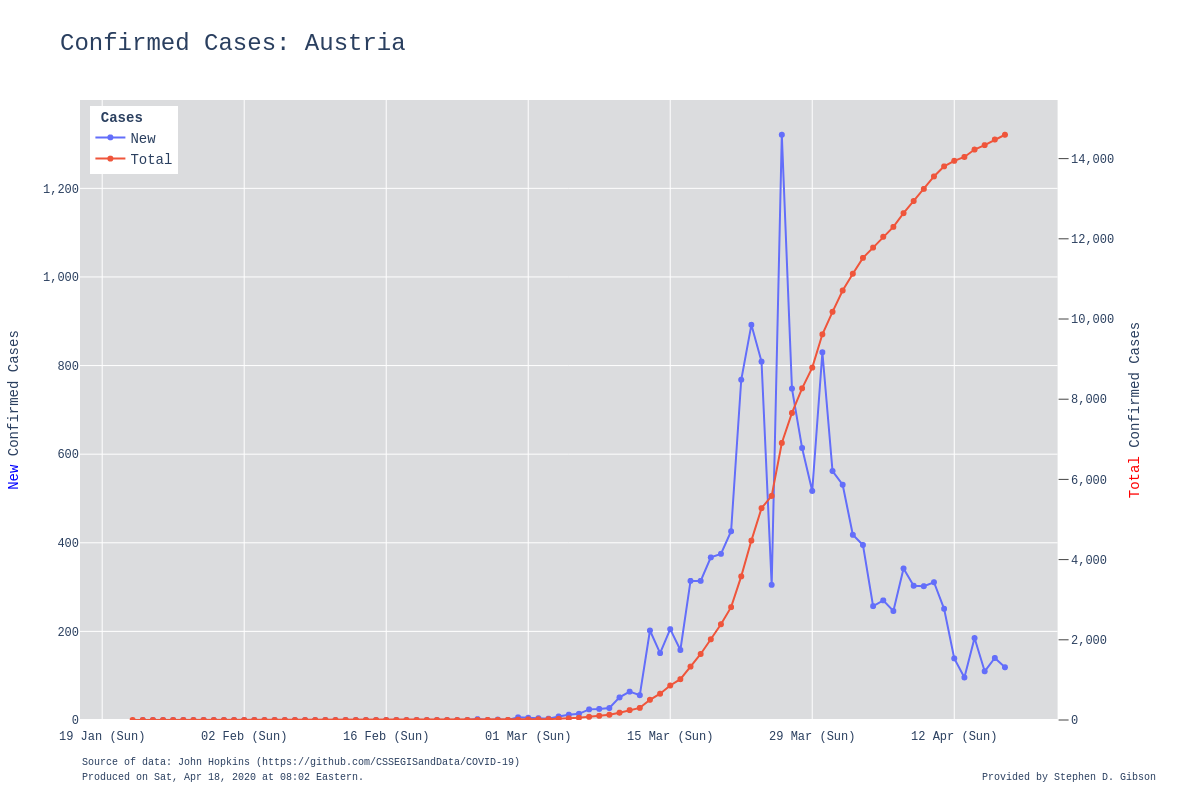 Confirmed Cases: Austria
Cases
New
Total
1,200
1,000
800
600
400
200
0
New Confirmed Cases
14,000
12,000
10,000
8,000
6,000
4,000
2,000
0
Total Confirmed Cases
19 Jan (Sun)
02 Feb (Sun)
16 Feb (Sun)
01 Mar (Sun)
15 Mar (Sun)
29 Mar (Sun)
12 Apr (Sun)
Source of data: John Hopkins (https://github.com/CSSEGISandData/COVID-19)
Produced on Sat, Apr 18, 2020 at 08:02 Eastern.
Provided by Stephen D. Gibson